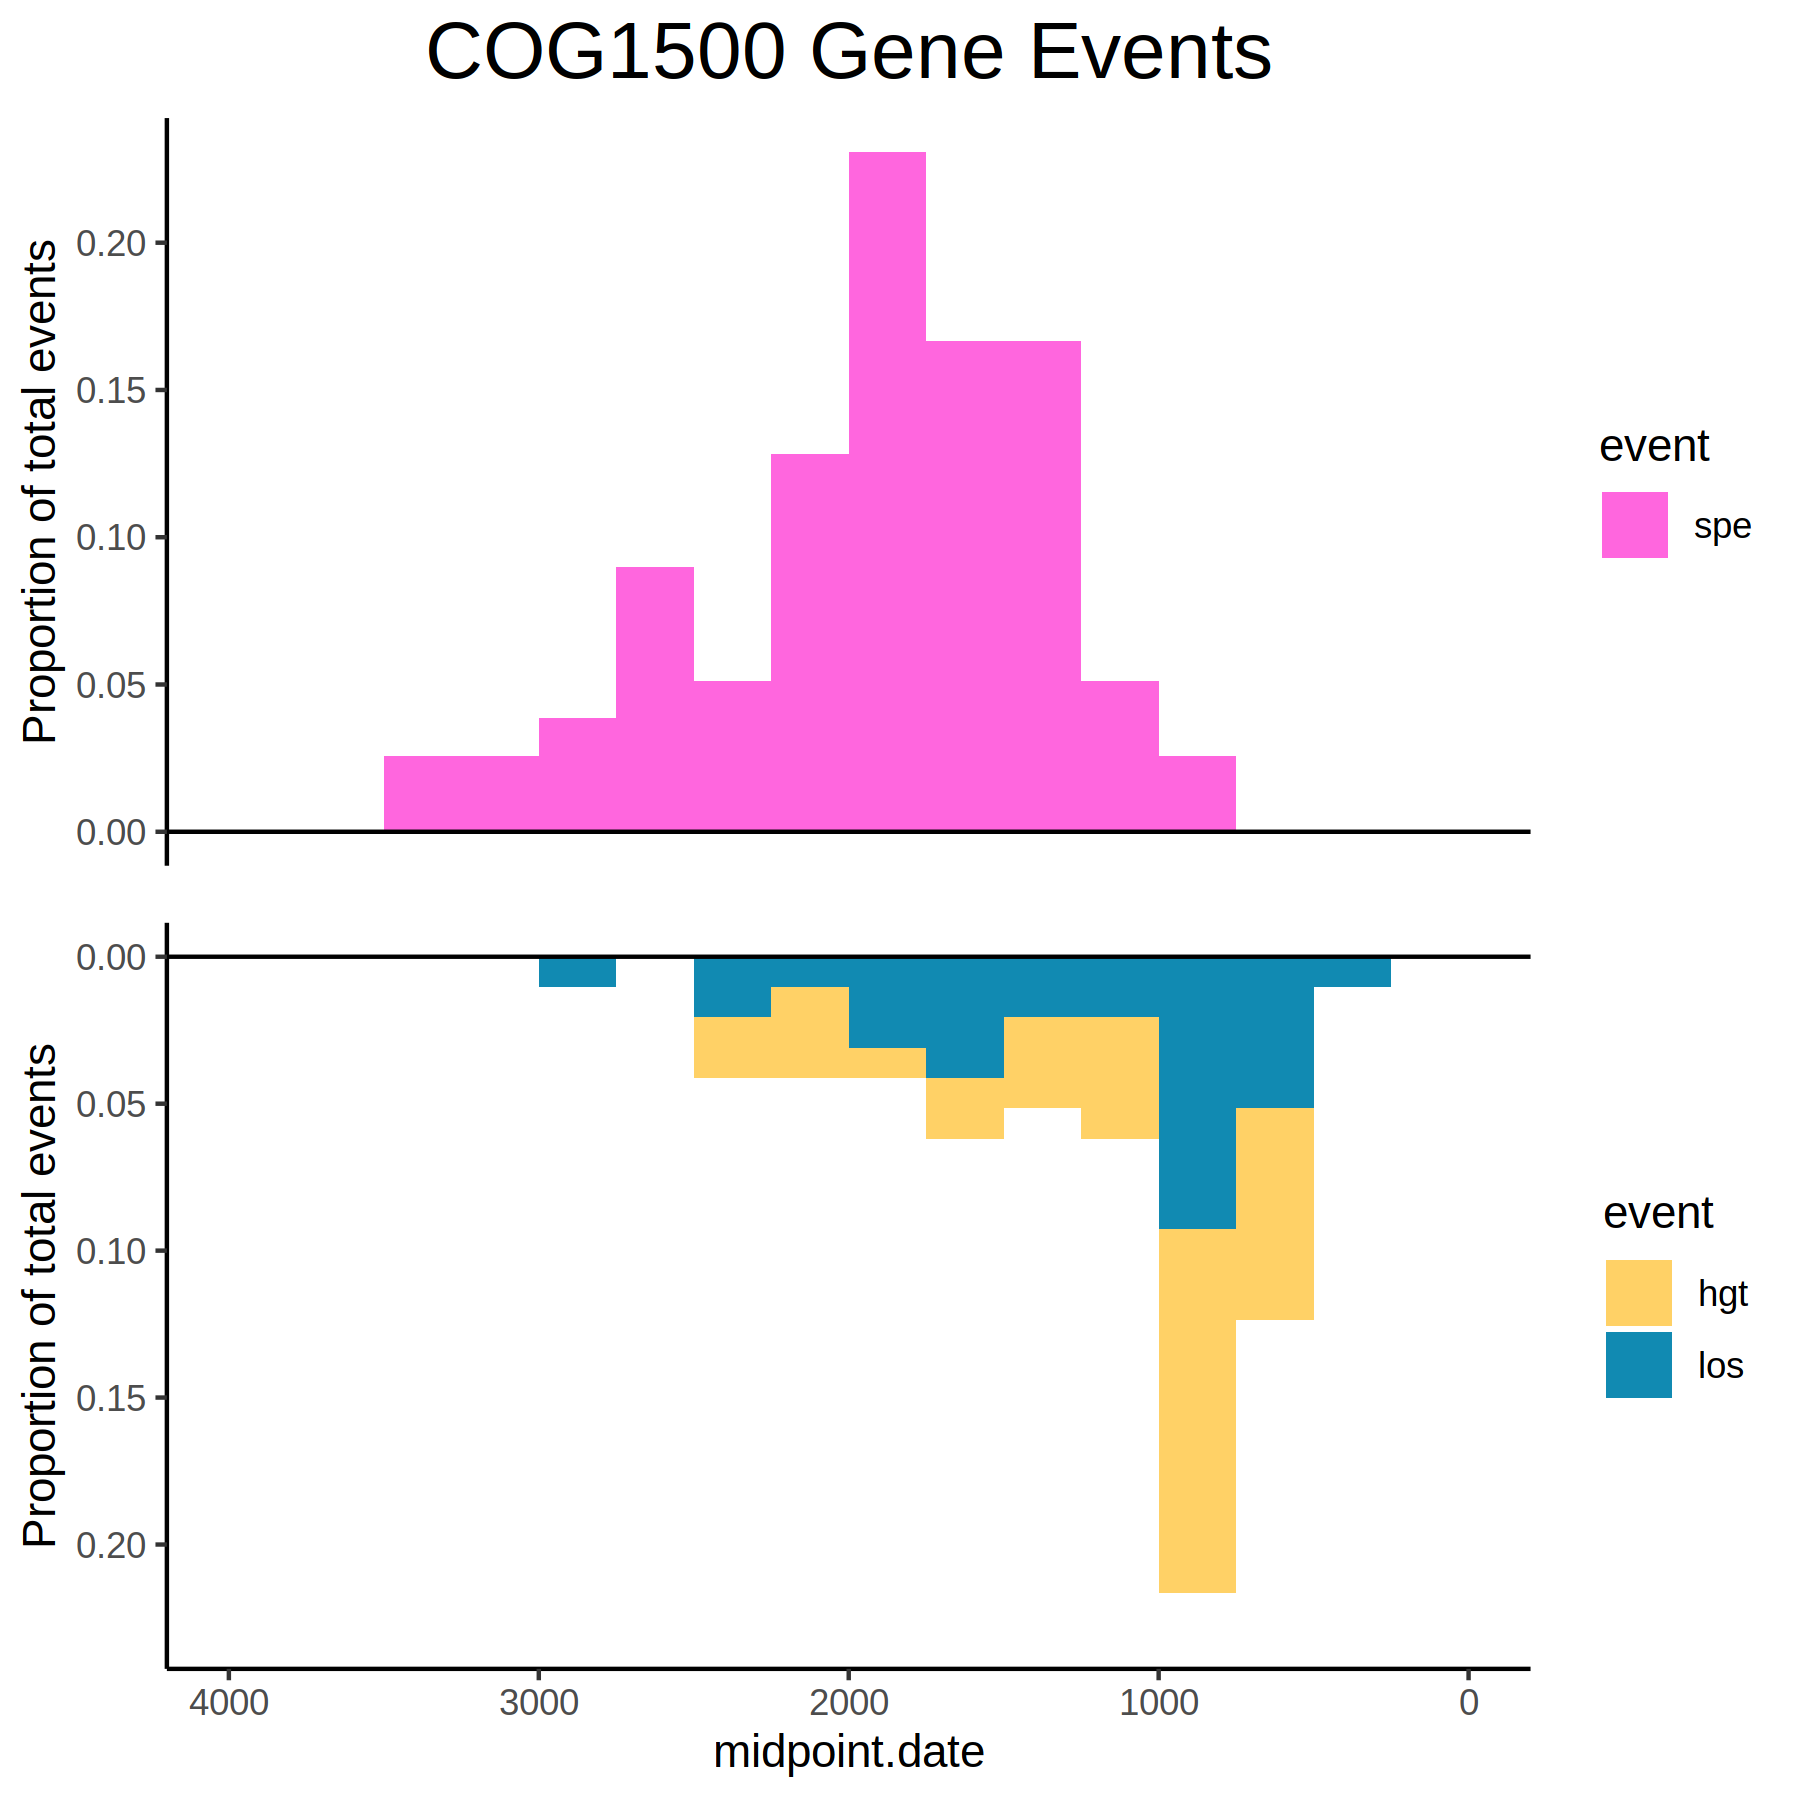 COG1500 Gene Events
Proportion of total events
0.20
0.15
0.10
0.05
0.00
event
spe
Proportion of total events
0.00
0.05
0.10
0.15
0.20
event
hgt
los
4000 3000 2000 1000 0
midpoint.date